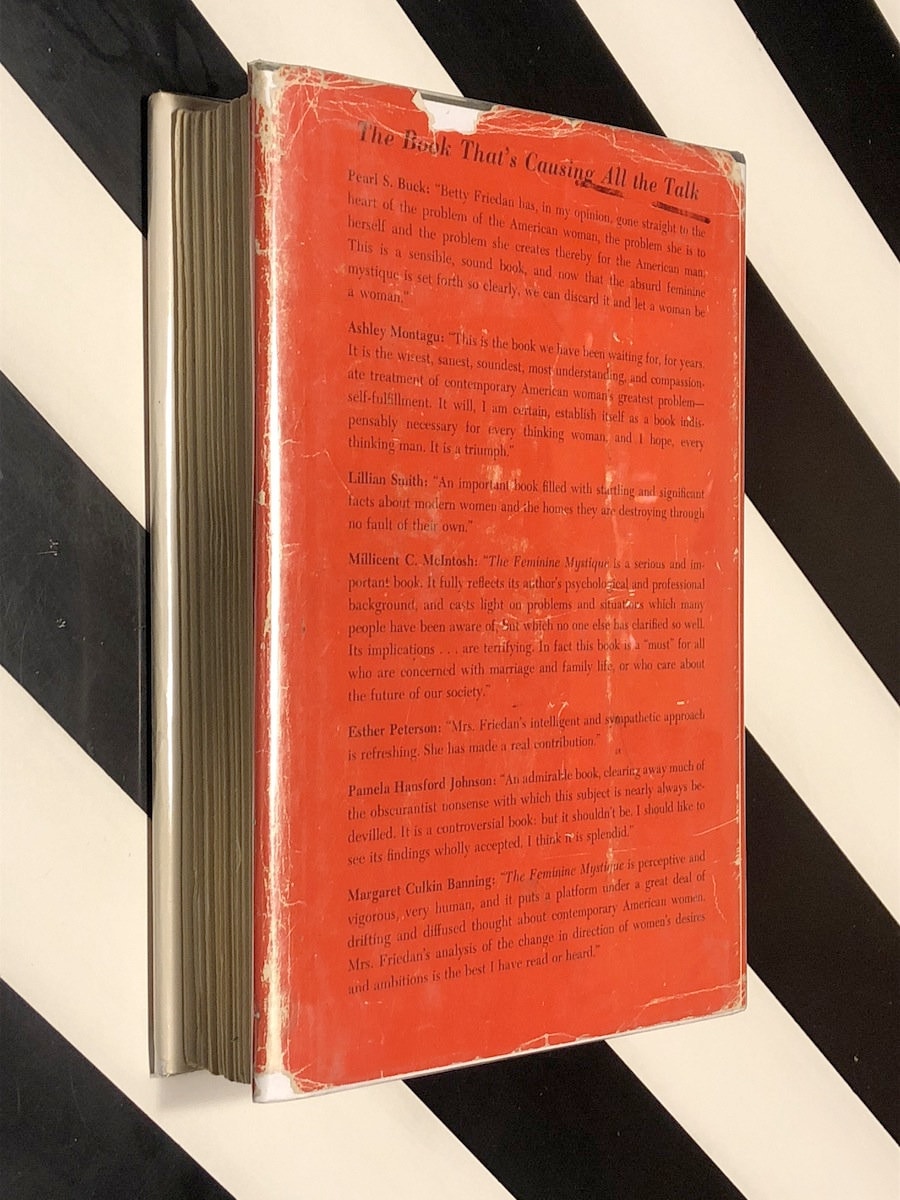 The Book That's Causing All the Talk
Pearl S. Buck: "Betty Friedan has, in my opinion, gone straight to the
heart of the problem of the American woman, the problem she is to
herself and the problem she creates thereby for the American man.
This is a sensible, sound book, and now that the absurd feminine
mystique is set forth so clearly, we can discard it and let a woman be
a woman."
Ashley Montagu: "This is the book we have been waiting for, for years.
It is the wisest, sanest, soundest, most understanding, and compassion-
ate treatment of contemporary American woman's greatest problem—
self-fulfillment. It will, I am certain, establish itself as a book indis-
pensably necessary for every thinking woman, and I hope, every
thinking man. It is a triumph."
Lillian Smith: "An important book filled with startling and significant
facts about modern women and the homes they are destroying through
no fault of their own."
Millicent C. McIntosh: "The Feminine Mystique is a serious and im-
portant book. It fully reflects its author's psychological and professional
background, and casts light on problems and situations which many
people have been aware of, but which no one else has clarified so well.
Its implications . . . are terrifying. In fact this book is a "must" for all
who are concerned with marriage and family life, or who care about
the future of our society."
Esther Peterson: "Mrs. Friedan's intelligent and sympathetic approach
is refreshing. She has made a real contribution."
Pamela Hansford Johnson: "An admirable book, clearing away much of
the obscurantist nonsense with which this subject is nearly always be-
devilled. It is a controversial book: but it shouldn't be. I should like to
see its findings wholly accepted, I think it is splendid."
Margaret Culkin Banning: "The Feminine Mystique is perceptive and
vigorous, very human, and it puts a platform under a great deal of
drifting and diffused thought about contemporary American women.
Mrs. Friedan's analysis of the change in direction of women's desires
and ambitions is the best I have read or heard."